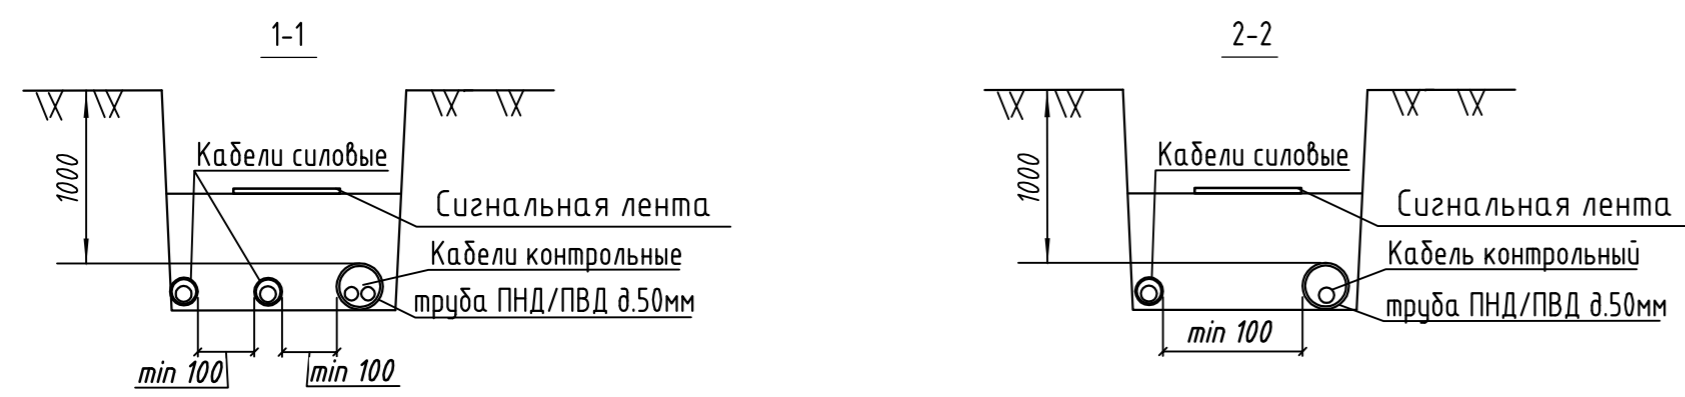 1-1
1000
Кабели силовые
Сигнальная лента
Кабели контрольные
труба ПНД/ПВД д.50мм
min 100
min 100
2-2
1000
Кабели силовые
Сигнальная лента
Кабель контрольный
труба ПНД/ПВД д.50мм
min 100